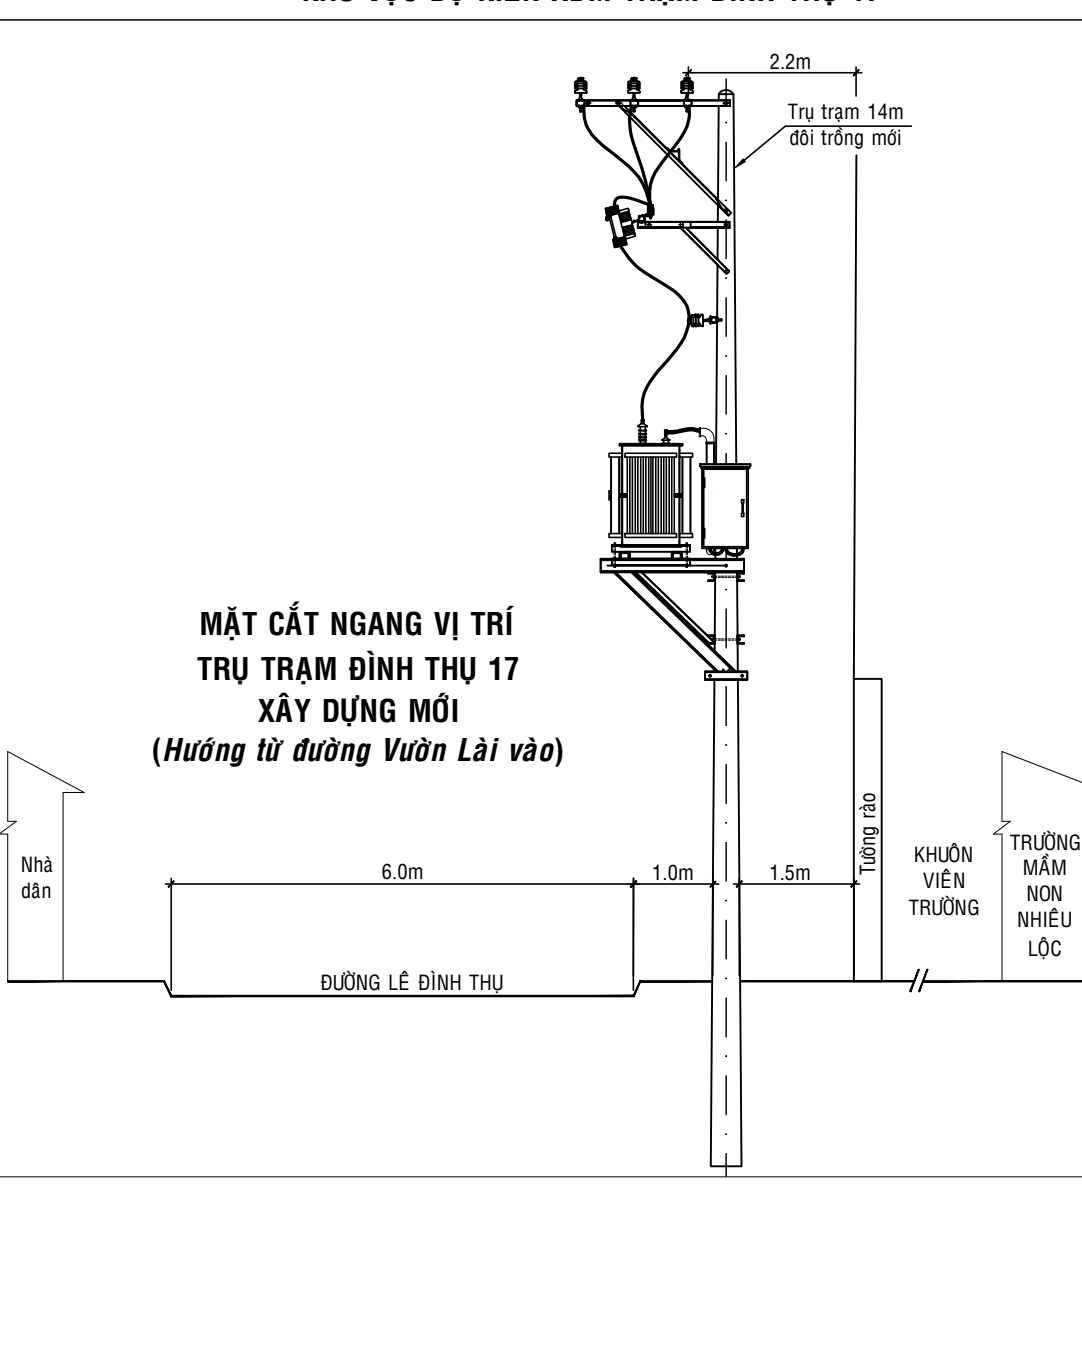 2.2m
Trụ trạm 14m
đôi trồng mới
MẶT CẮT NGANG VỊ TRÍ
TRỤ TRẠM ĐÌNH THỤ 17
XÂY DỰNG MỚI
(Hướng từ đường Vườn Lài vào)
Nhà
dân
6.0m
1.0m
1.5m
Tường rào
KHUÔN
VIÊN
TRƯỜNG
TRƯỜNG
MẦM
NON
NHIÊU
LỘC
ĐƯỜNG LÊ ĐÌNH THỤ